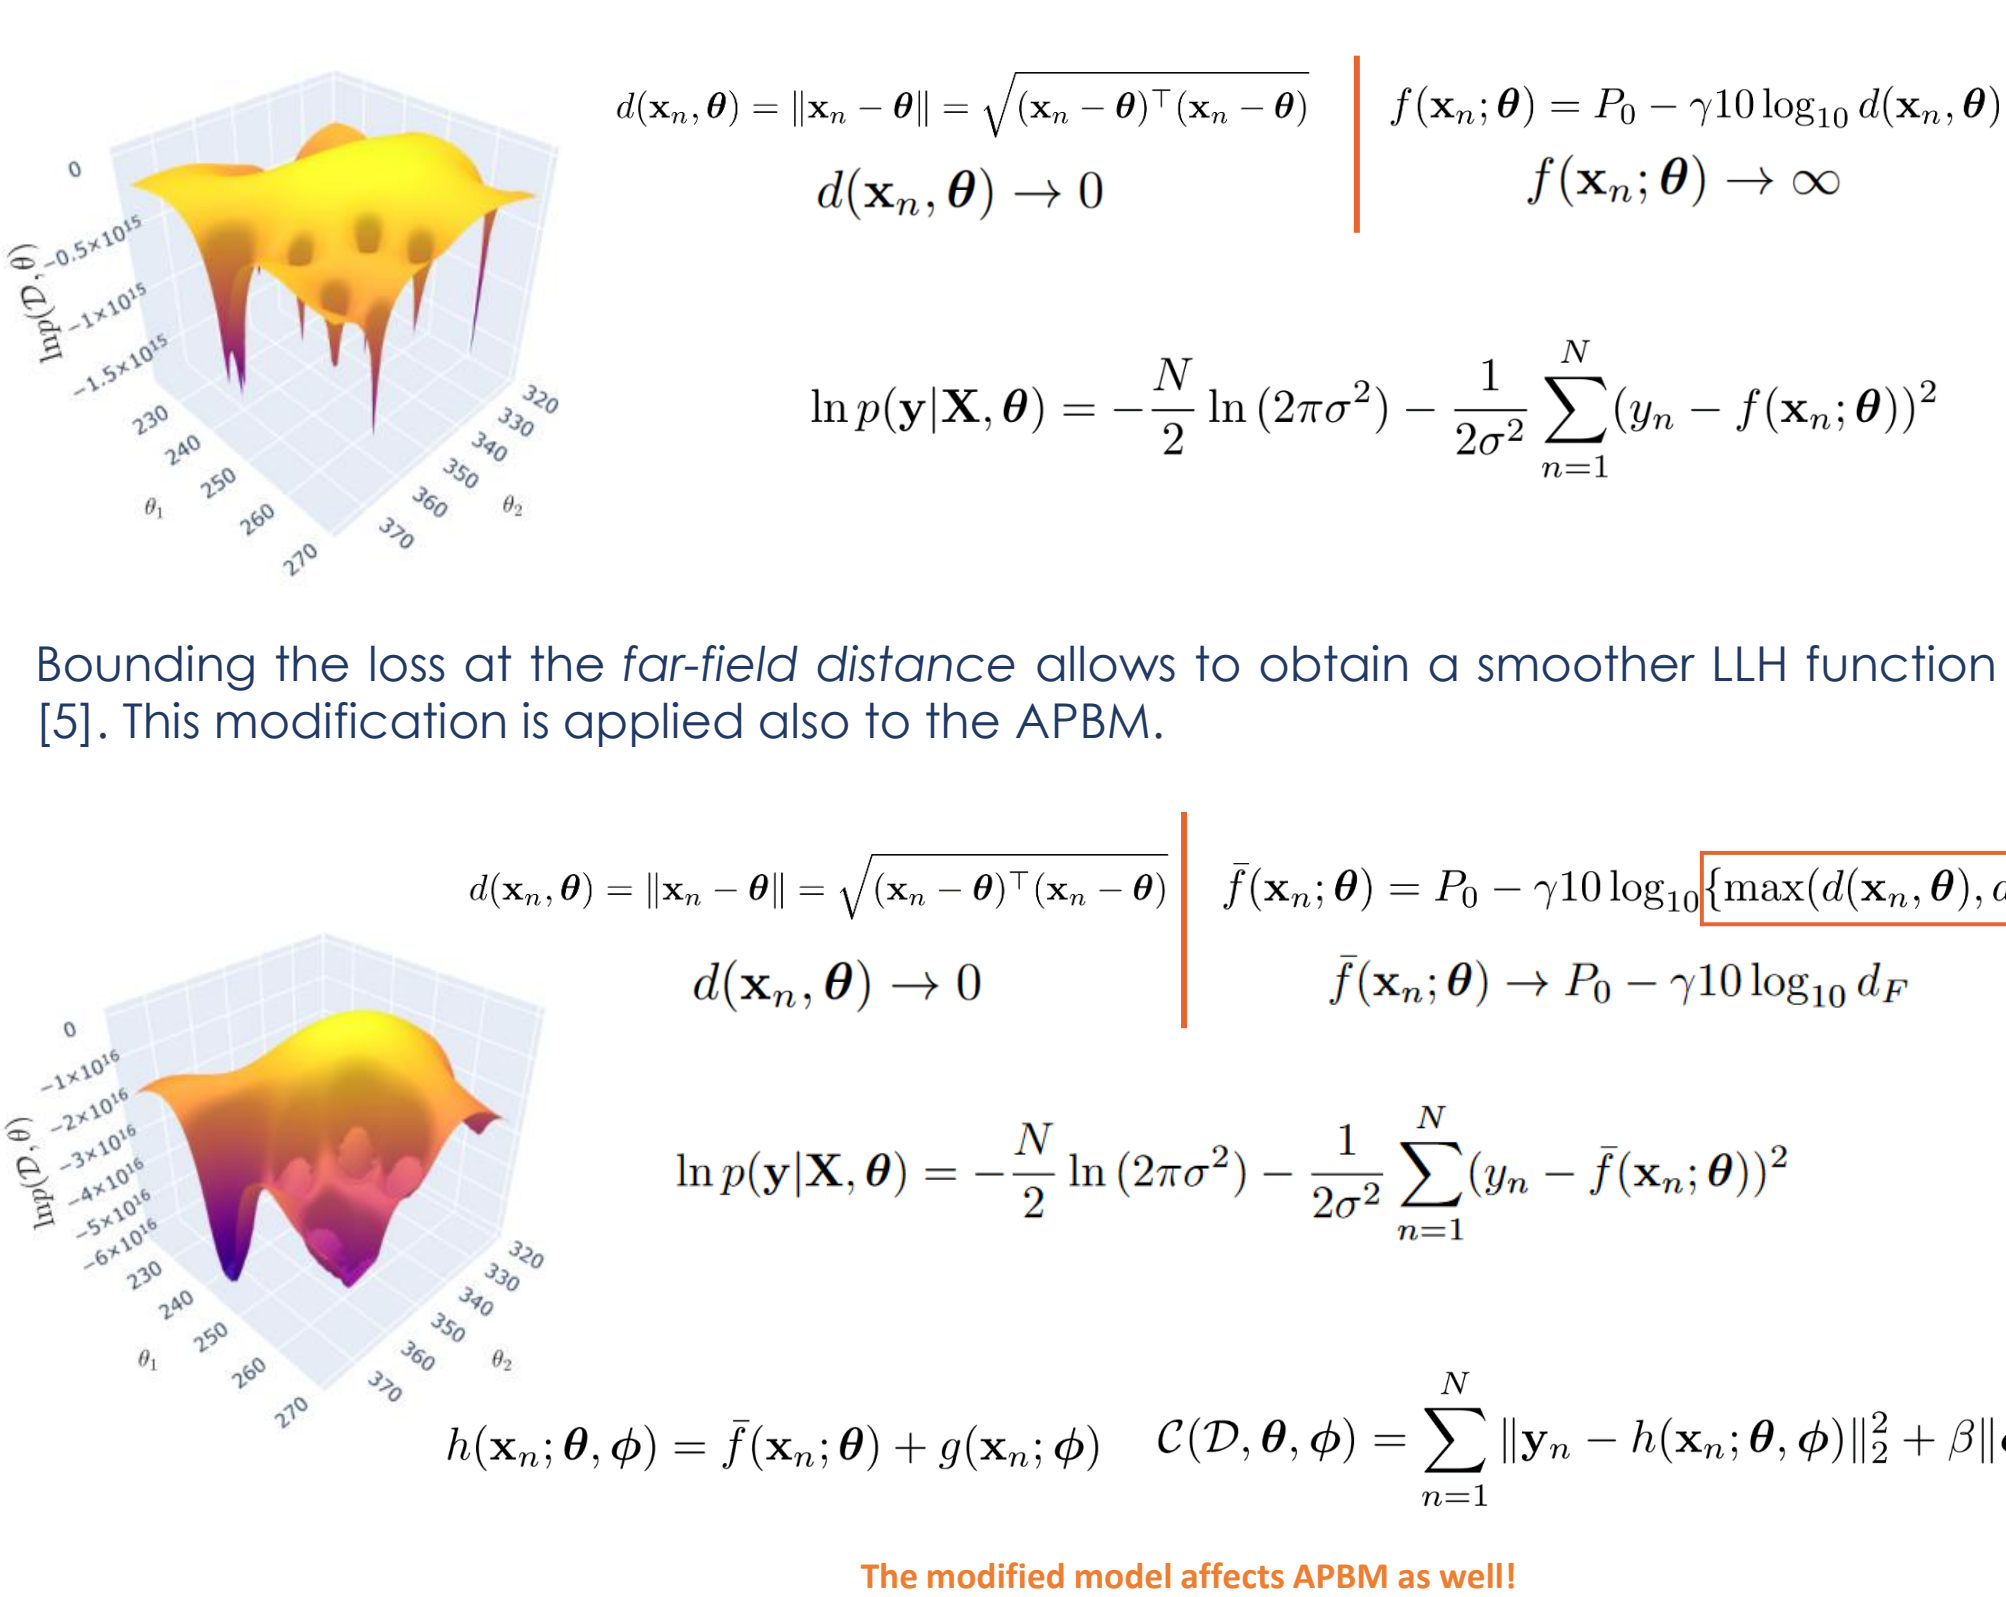 d(x_n, θ) = ‖x_n − θ‖ = √((x_n − θ)^⊤(x_n − θ))
f(x_n; θ) = P_0 − γ10 log_10 d(x_n, θ)
d(x_n, θ) → 0
f(x_n; θ) → ∞
0
−0.5×10^15
−1×10^15
−1.5×10^15
lnp(𝒟, θ)
230
240
250
260
270
θ_1
320
330
340
350
360
370
θ_2
ln p(y|X, θ) = −N/2 ln (2πσ^2) − 1/(2σ^2) ∑_{n=1}^{N} (y_n − f(x_n; θ))^2
Bounding the loss at the far-field distance allows to obtain a smoother LLH function
[5]. This modification is applied also to the APBM.
d(x_n, θ) = ‖x_n − θ‖ = √((x_n − θ)^⊤(x_n − θ))
f̄(x_n; θ) = P_0 − γ10 log_10{max(d(x_n, θ),
d(x_n, θ) → 0
f̄(x_n; θ) → P_0 − γ10 log_10 d_F
0
−1×10^16
−2×10^16
−3×10^16
−4×10^16
−5×10^16
−6×10^16
lnp(𝒟, θ)
230
240
250
260
270
θ_1
320
330
340
350
360
370
θ_2
ln p(y|X, θ) = −N/2 ln (2πσ^2) − 1/(2σ^2) ∑_{n=1}^{N} (y_n − f̄(x_n; θ))^2
h(x_n; θ, ϕ) = f̄(x_n; θ) + g(x_n; ϕ)
𝒞(𝒟, θ, ϕ) = ∑_{n=1}^{N} ‖y_n − h(x_n; θ, ϕ)‖_2^2 + β‖
The modified model affects APBM as well!